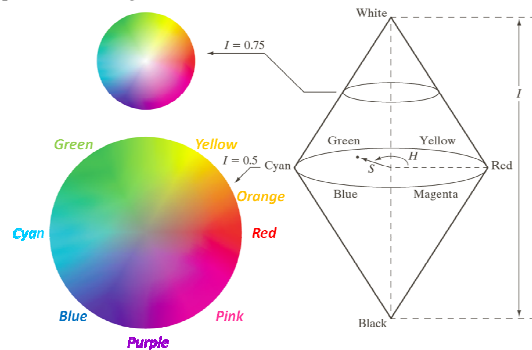 White
I = 0.75
I
Green
Yellow
Green
Yellow
I = 0.5
Cyan
H
S
Red
Orange
Blue
Magenta
Cyan
Red
Blue
Pink
Black
Purple